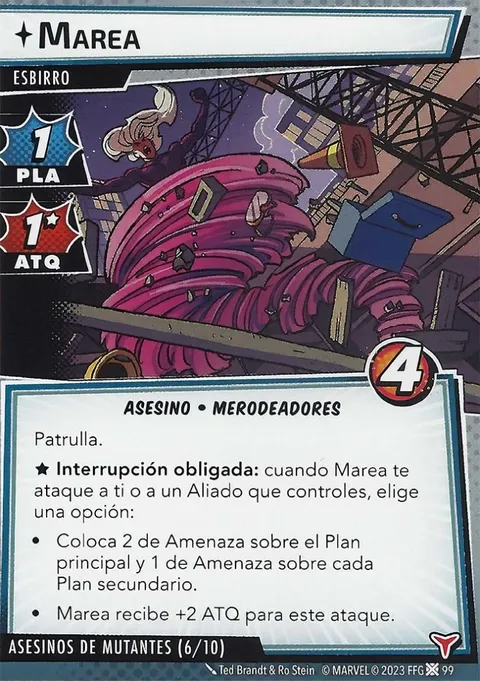 MAREA
ESBIRRO
1
PLA
1★
ATQ
4
ASESINO • MERODEADORES
Patrulla.
★ Interrupción obligada: cuando Marea te
ataque a ti o a un Aliado que controles, elige
una opción:
• Coloca 2 de Amenaza sobre el Plan
principal y 1 de Amenaza sobre cada
Plan secundario.
• Marea recibe +2 ATQ para este ataque.
ASESINOS DE MUTANTES (6/10)
Ted Brandt & Ro Stein © MARVEL © 2023 FFG 99